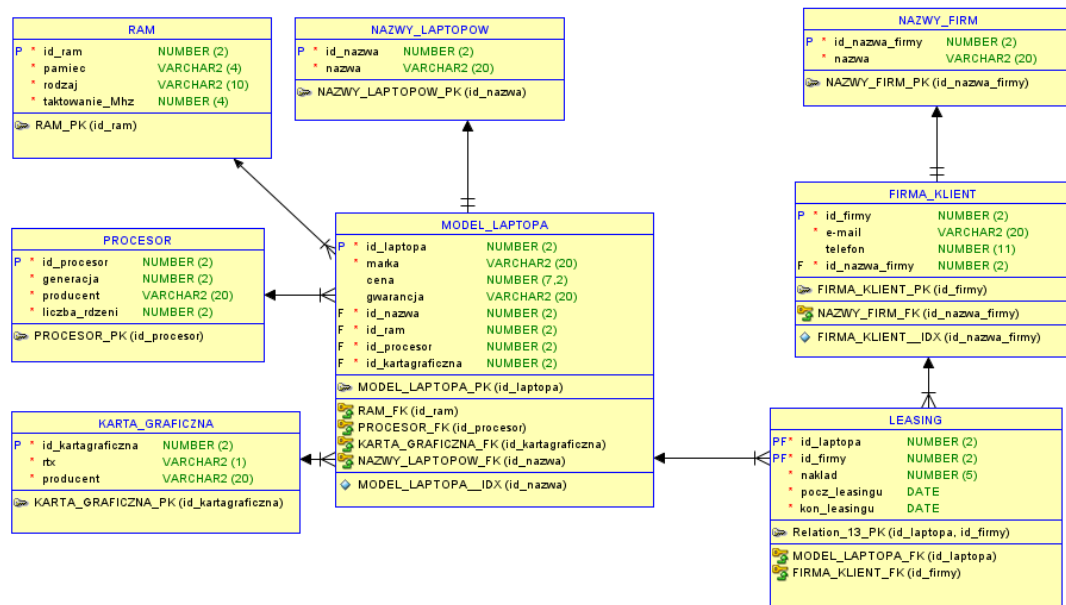 RAM
P * id_ram NUMBER (2)
* pamiec VARCHAR2 (4)
* rodzaj VARCHAR2 (10)
* taktowanie_Mhz NUMBER (4)
RAM_PK (id_ram)
NAZWY_LAPTOPOW
P * id_nazwa NUMBER (2)
* nazwa VARCHAR2 (20)
NAZWY_LAPTOPOW_PK (id_nazwa)
NAZWY_FIRM
P * id_nazwa_firmy NUMBER (2)
* nazwa VARCHAR2 (20)
NAZWY_FIRM_PK (id_nazwa_firmy)
PROCESOR
P * id_procesor NUMBER (2)
* generacja NUMBER (2)
* producent VARCHAR2 (20)
* liczba_rdzeni NUMBER (2)
PROCESOR_PK (id_procesor)
MODEL_LAPTOPA
P * id_laptopa NUMBER (2)
* marka VARCHAR2 (20)
cena NUMBER (7,2)
gwarancja VARCHAR2 (20)
F * id_nazwa NUMBER (2)
F * id_ram NUMBER (2)
F * id_procesor NUMBER (2)
F * id_kartagraficzna NUMBER (2)
MODEL_LAPTOPA_PK (id_laptopa)
RAM_FK (id_ram)
PROCESOR_FK (id_procesor)
KARTA_GRAFICZNA_FK (id_kartagraficzna)
NAZWY_LAPTOPOW_FK (id_nazwa)
MODEL_LAPTOPA__IDX (id_nazwa)
FIRMA_KLIENT
P * id_firmy NUMBER (2)
* e-mail VARCHAR2 (20)
telefon NUMBER (11)
F * id_nazwa_firmy NUMBER (2)
FIRMA_KLIENT_PK (id_firmy)
NAZWY_FIRM_FK (id_nazwa_firmy)
FIRMA_KLIENT__IDX (id_nazwa_firmy)
KARTA_GRAFICZNA
P * id_kartagraficzna NUMBER (2)
* rtx VARCHAR2 (1)
* producent VARCHAR2 (20)
KARTA_GRAFICZNA_PK (id_kartagraficzna)
LEASING
PF* id_laptopa NUMBER (2)
PF* id_firmy NUMBER (2)
* naklad NUMBER (5)
* pocz_leasingu DATE
* kon_leasingu DATE
Relation_13_PK (id_laptopa, id_firmy)
MODEL_LAPTOPA_FK (id_laptopa)
FIRMA_KLIENT_FK (id_firmy)